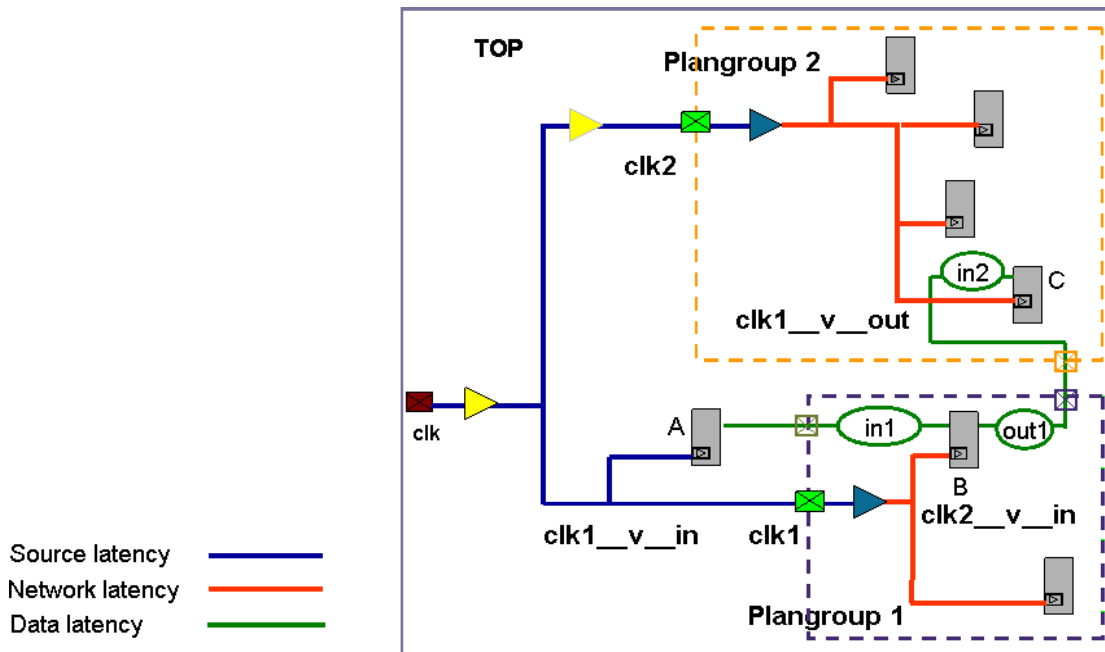 TOP
Plangroup 2
clk2
in2
C
clk1__v__out
clk
A
in1
out1
B
clk1__v__in
clk1
clk2__v__in
Plangroup 1
Source latency
Network latency
Data latency